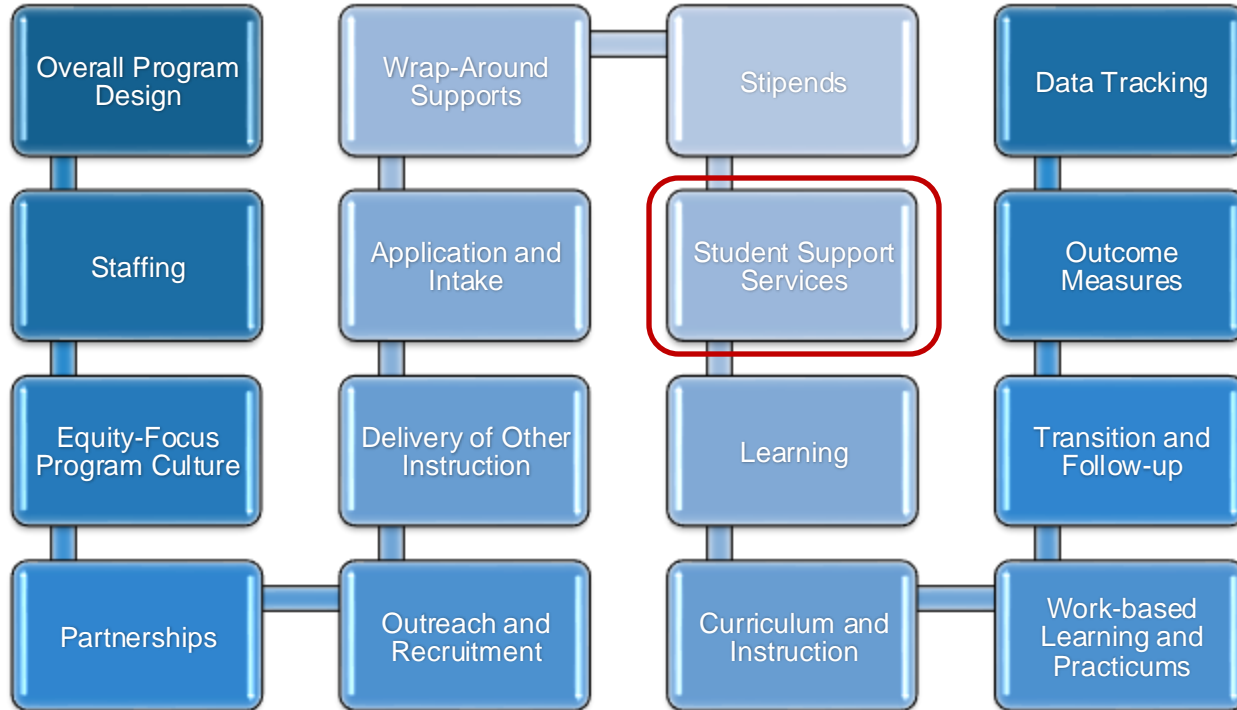 Overall Program
Design
Staffing
Equity-Focus
Program Culture
Partnerships
Outreach and
Recruitment
Delivery of Other
Instruction
Application and
Intake
Wrap-Around
Supports
Stipends
Student Support
Services
Learning
Curriculum and
Instruction
Work-based
Learning and
Practicums
Transition and
Follow-up
Outcome
Measures
Data Tracking